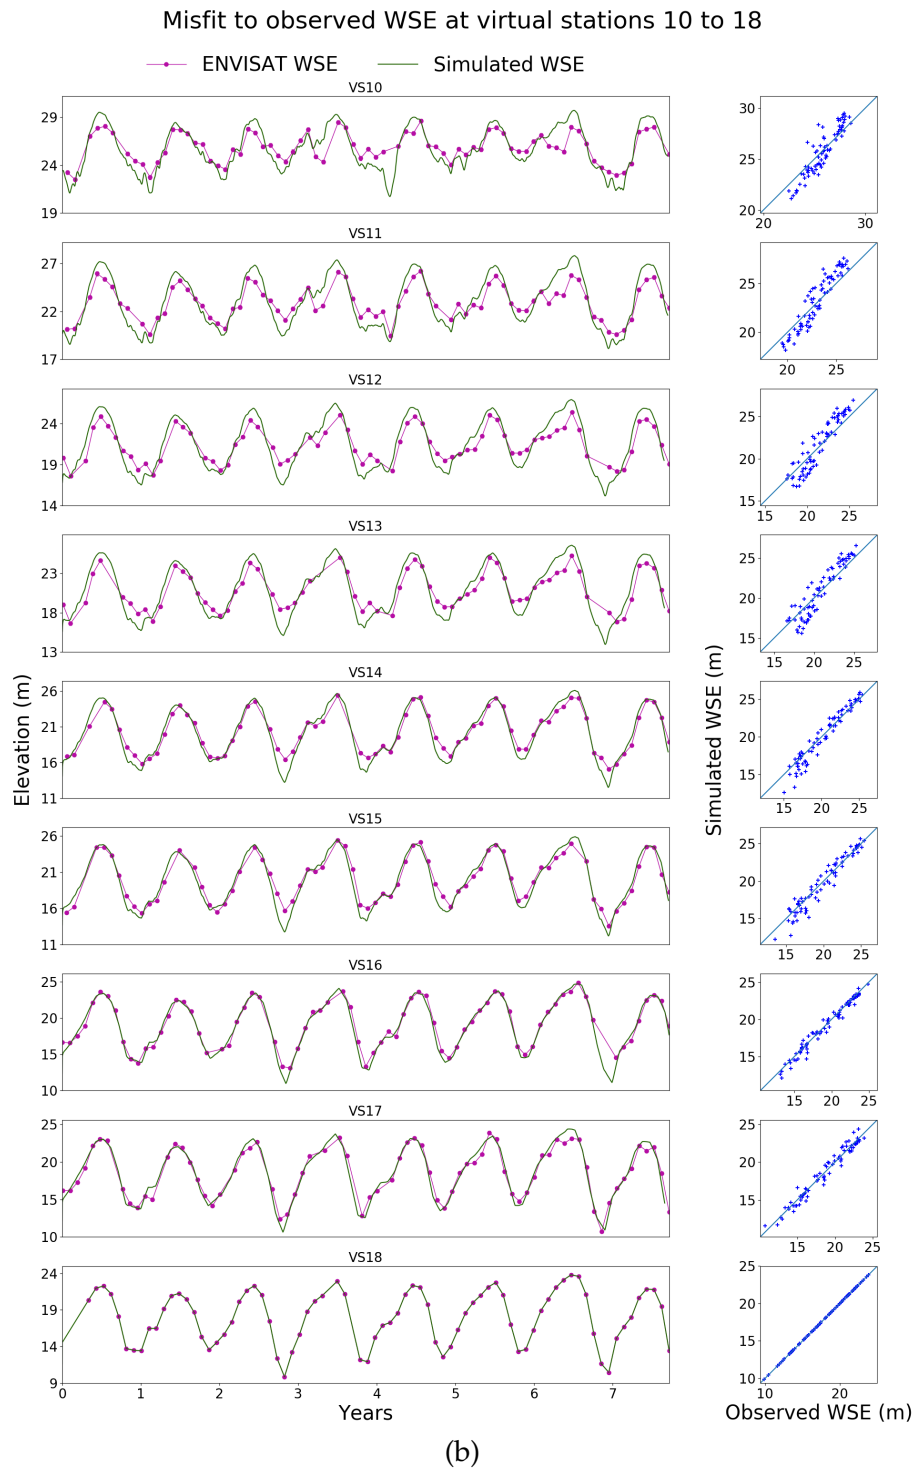 Misfit to observed WSE at virtual stations 10 to 18
ENVISAT WSE Simulated WSE
VS10
29
24
19
30
25
20
20 30
VS11
27
22
17
25
20
20 25
VS12
24
19
14
25
20
15
15 20 25
VS13
23
18
13
25
20
15
15 20 25
Elevation (m)
Simulated WSE (m)
VS14
26
21
16
11
25
20
15
15 20 25
VS15
26
21
16
11
25
20
15
15 20 25
VS16
25
20
15
10
25
20
15
15 20 25
VS17
25
20
15
10
25
20
15
15 20 25
VS18
24
19
14
9
0 1 2 3 4 5 6 7
Years
25
20
15
10
10 20
Observed WSE (m)
(b)